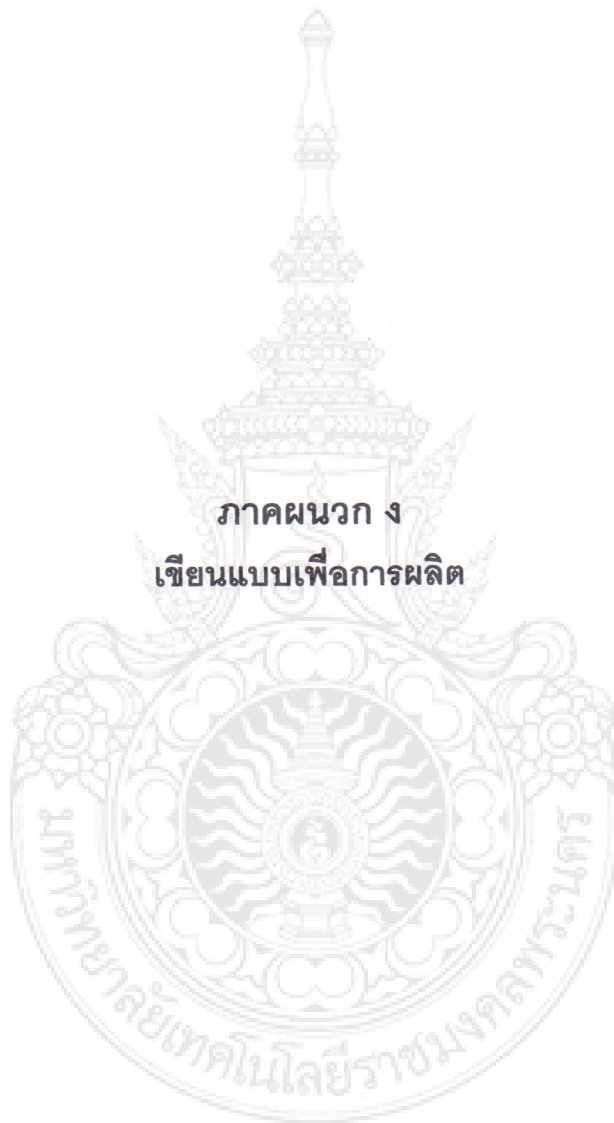 ภาคผนวก ง
เขียนแบบเพื่อการผลิต
มหาวิทยาลัยเทคโนโลยีราชมงคลพระนคร